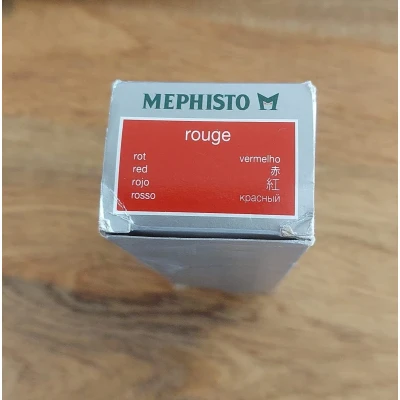 MEPHISTO
rouge
rot
red
rojo
rosso
vermelho
赤
紅
красный